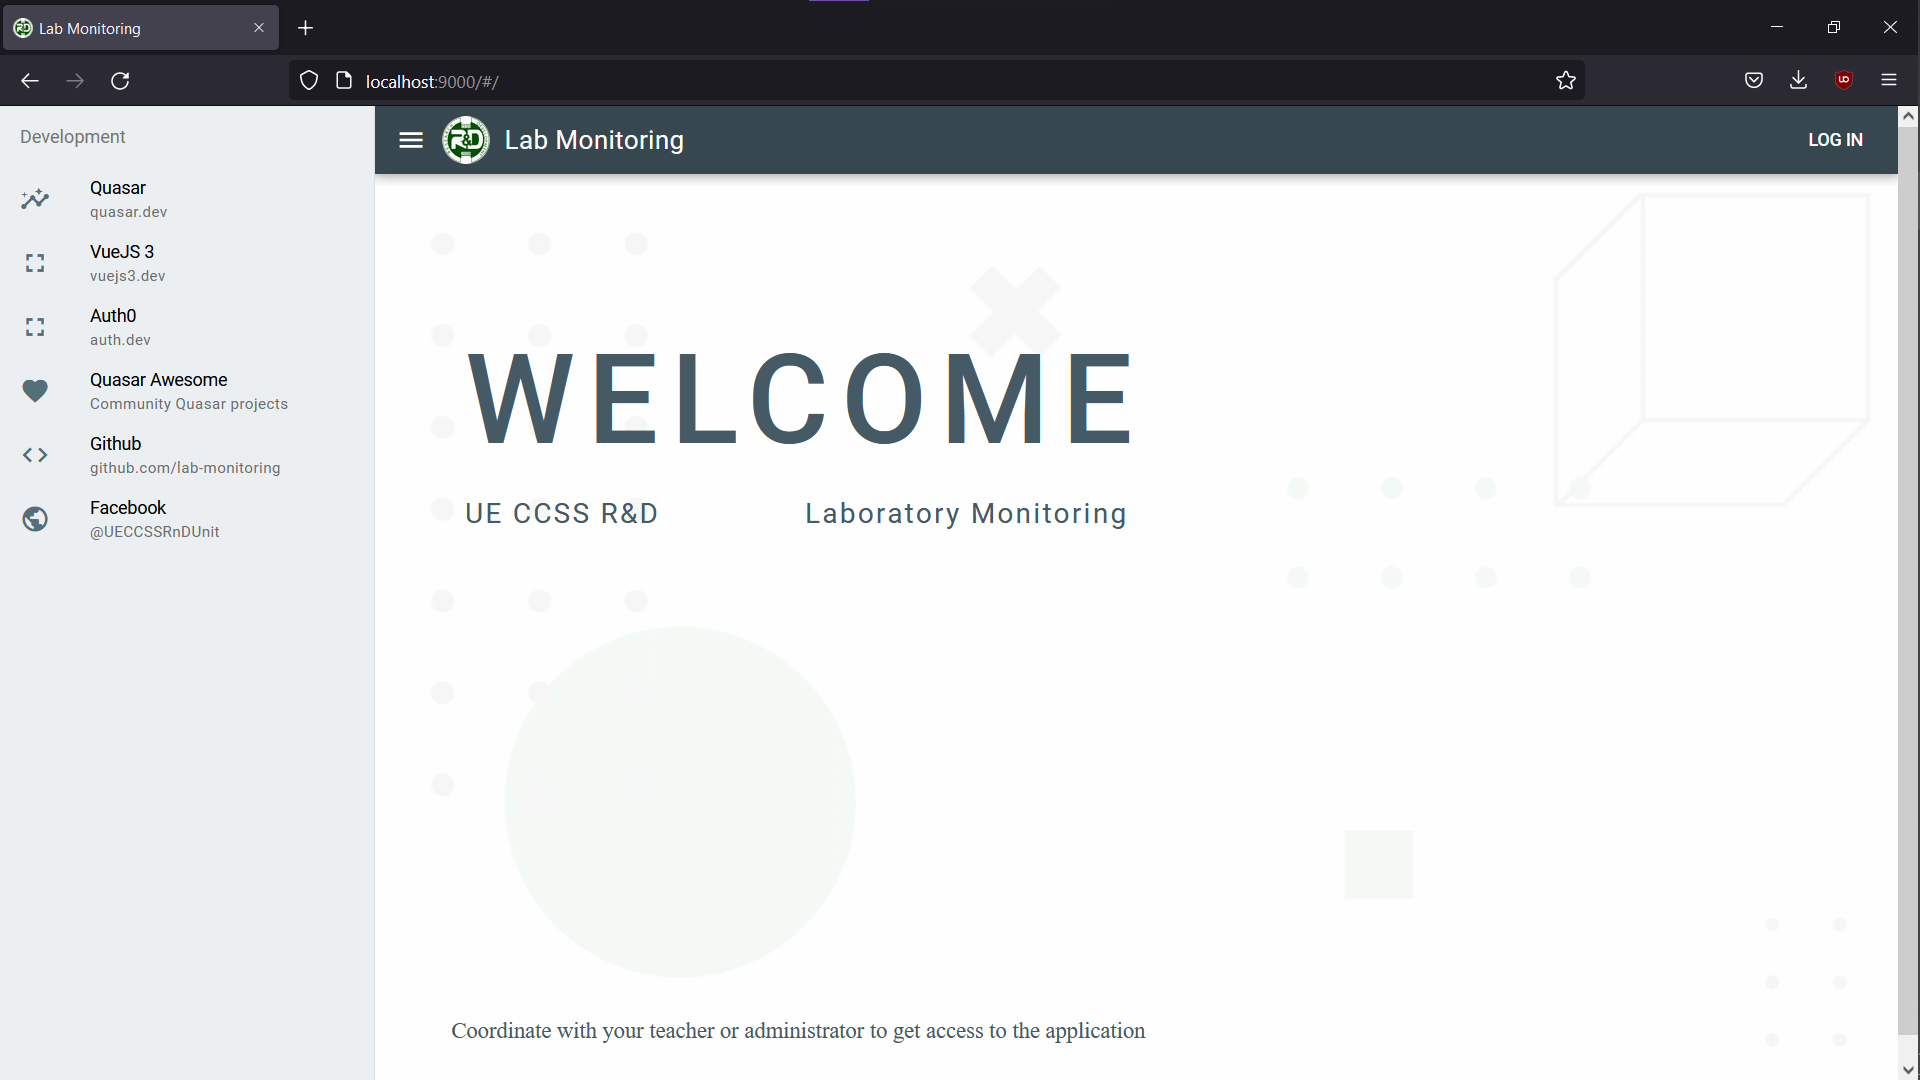 Lab Monitoring
localhost:9000/#/
Development
Quasar
quasar.dev
VueJS 3
vuejs3.dev
Auth0
auth.dev
Quasar Awesome
Community Quasar projects
Github
github.com/lab-monitoring
Facebook
@UECCSSRnDUnit
R&D
Lab Monitoring
LOG IN
WELCOME
UE CCSS R&D
Laboratory Monitoring
Coordinate with your teacher or administrator to get access to the application